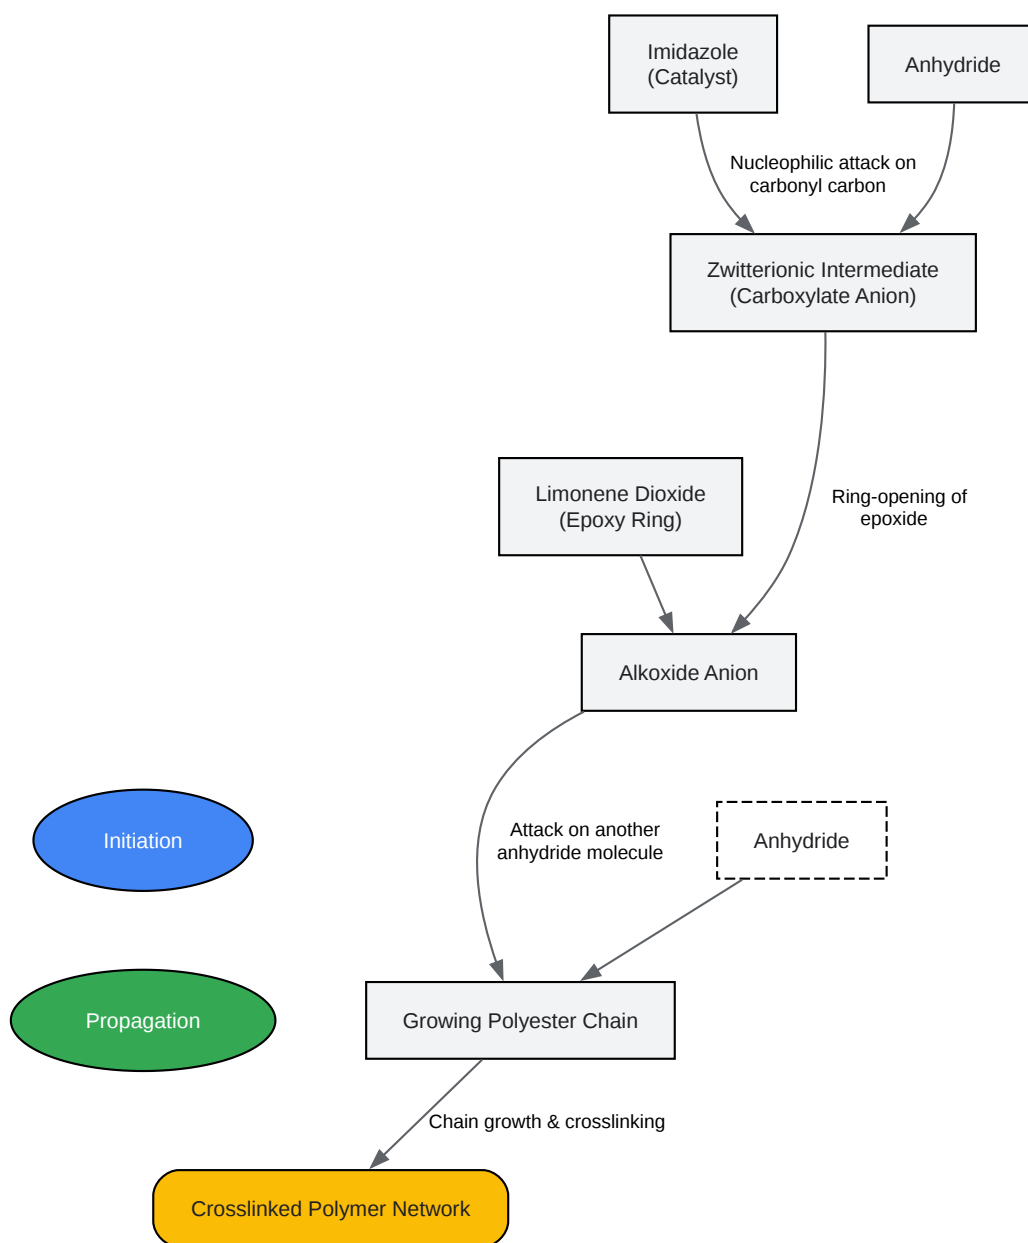 Imidazole
(Catalyst)
Anhydride
Nucleophilic attack on
carbonyl carbon
Zwitterionic Intermediate
(Carboxylate Anion)
Limonene Dioxide
(Epoxy Ring)
Ring-opening of
epoxide
Alkoxide Anion
Initiation
Attack on another
anhydride molecule
Anhydride
Propagation
Growing Polyester Chain
Chain growth & crosslinking
Crosslinked Polymer Network